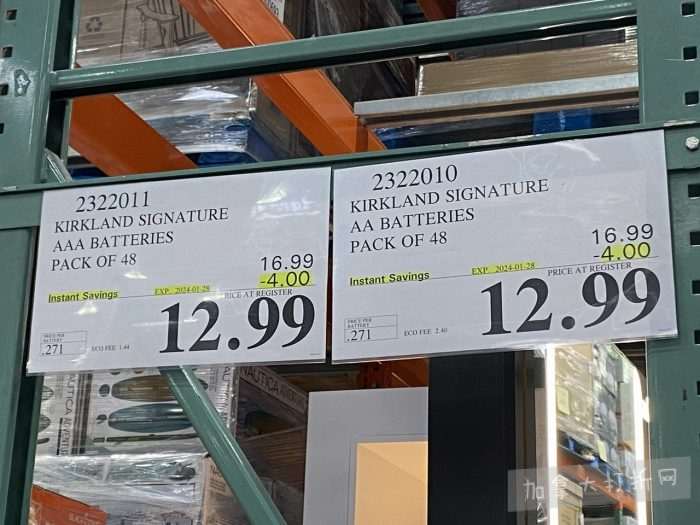 2322011
KIRKLAND SIGNATURE
AAA BATTERIES
PACK OF 48
16.99
-4.00
Instant Savings
EXP. 2024-01-28
PRICE AT REGISTER
12.99
PRICE PER
BATTERY
.271
ECO FEE 1.44
2322010
KIRKLAND SIGNATURE
AA BATTERIES
PACK OF 48
16.99
-4.00
Instant Savings
EXP. 2024-01-28
PRICE AT REGISTER
12.99
PRICE PER
BATTERY
.271
ECO FEE 2.40
NAUTICA
加拿大打折网